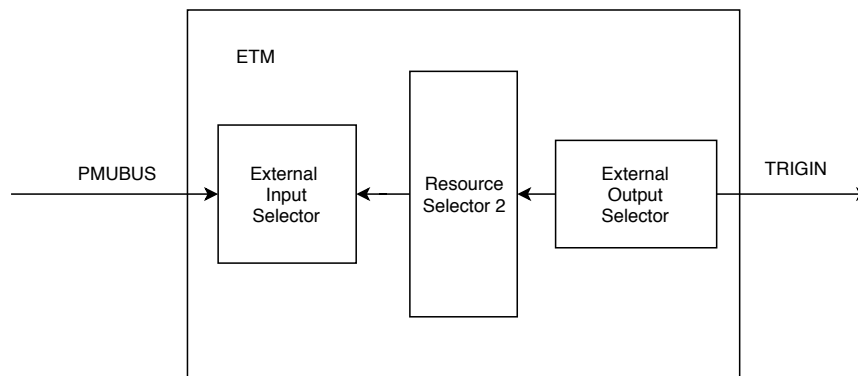 ETM
PMUBUS
External
Input
Selector
Resource
Selector 2
External
Output
Selector
TRIGIN